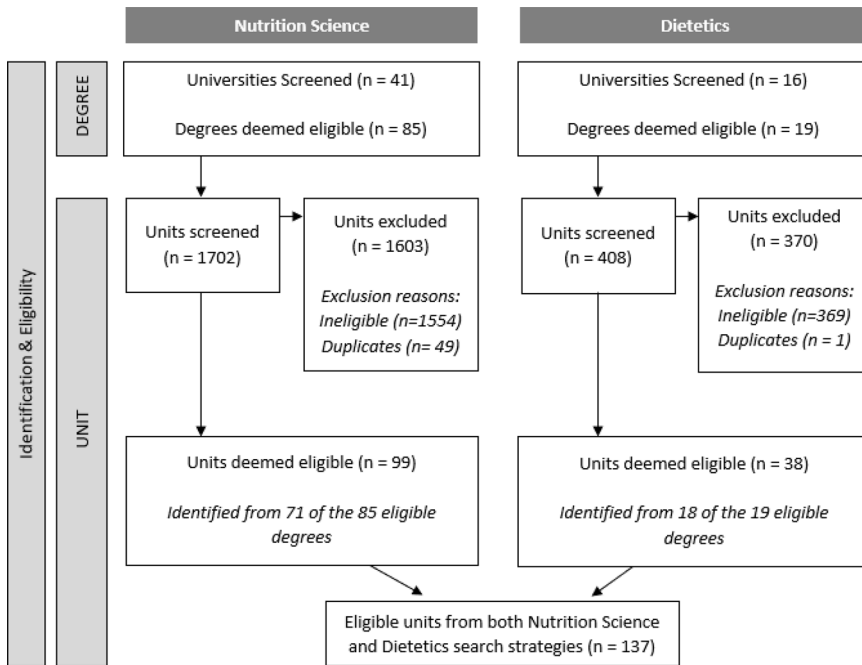 Nutrition Science
Dietetics
Identification & Eligibility
DEGREE
Universities Screened (n = 41)
Degrees deemed eligible (n = 85)
Universities Screened (n = 16)
Degrees deemed eligible (n = 19)
UNIT
Units screened
(n = 1702)
Units excluded
(n = 1603)
Exclusion reasons:
Ineligible (n=1554)
Duplicates (n= 49)
Units screened
(n = 408)
Units excluded
(n = 370)
Exclusion reasons:
Ineligible (n=369)
Duplicates (n = 1)
Units deemed eligible (n = 99)
Identified from 71 of the 85 eligible
degrees
Units deemed eligible (n = 38)
Identified from 18 of the 19 eligible
degrees
Eligible units from both Nutrition Science
and Dietetics search strategies (n = 137)